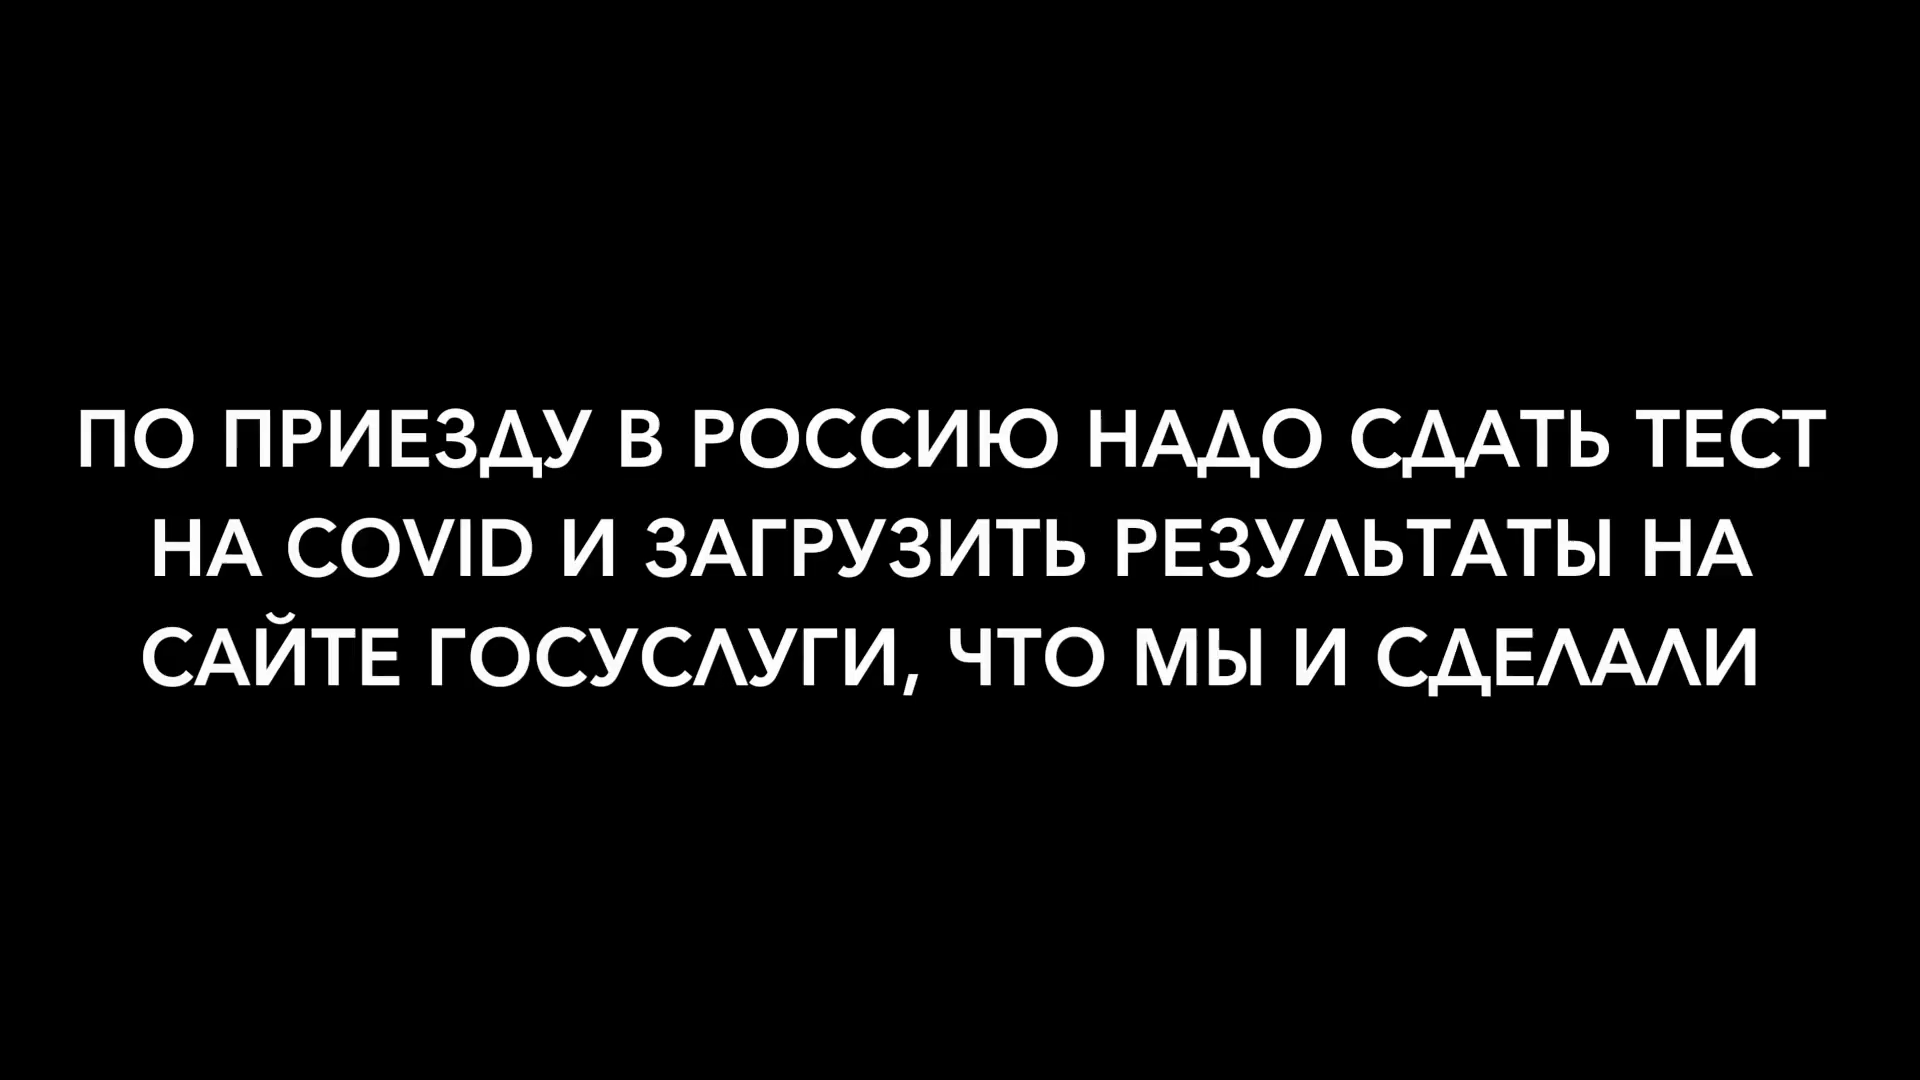 ПО ПРИЕЗДУ В РОССИЮ НАДО СДАТЬ ТЕСТ
НА COVID И ЗАГРУЗИТЬ РЕЗУЛЬТАТЫ НА
САЙТЕ ГОСУСЛУГИ, ЧТО МЫ И СДЕЛАЛИ